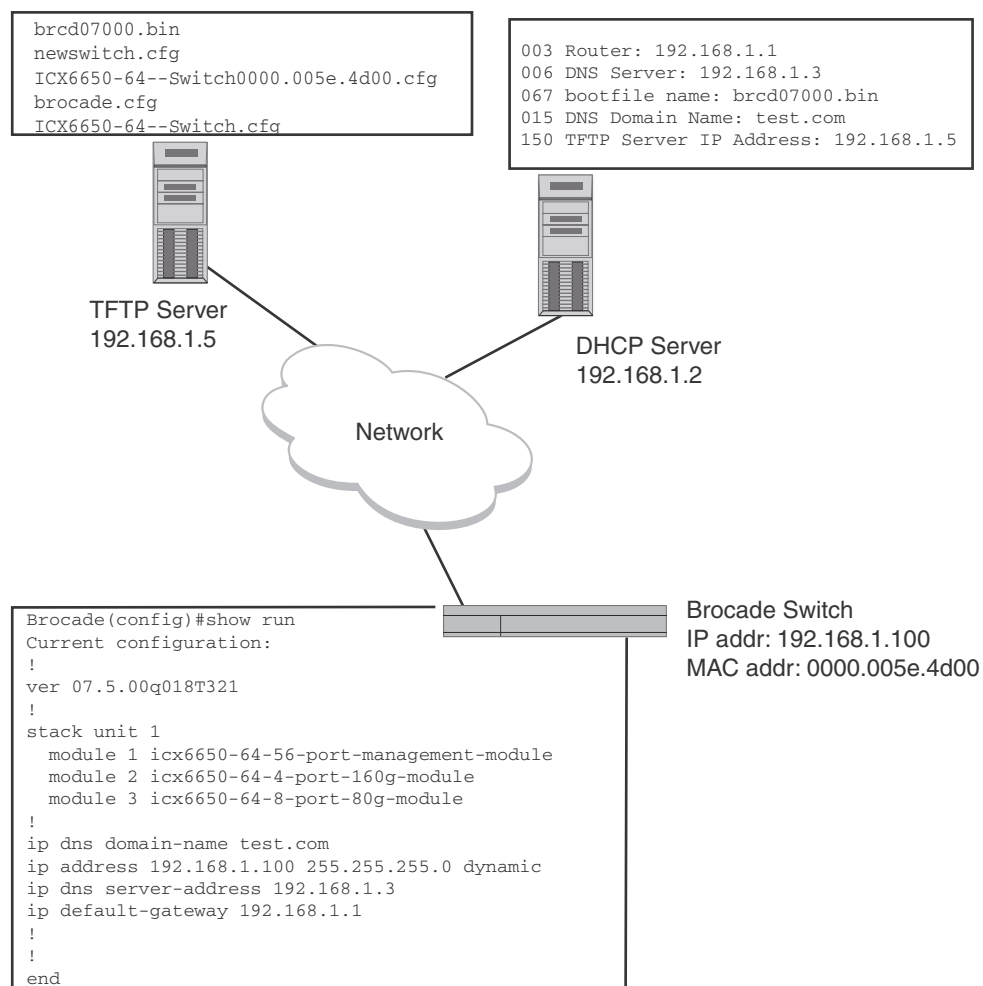 brcd07000.bin
newswitch.cfg
ICX6650-64--Switch0000.005e.4d00.cfg
brocade.cfg
ICX6650-64--Switch.cfg
003 Router: 192.168.1.1
006 DNS Server: 192.168.1.3
067 bootfile name: brcd07000.bin
015 DNS Domain Name: test.com
150 TFTP Server IP Address: 192.168.1.5
TFTP Server
192.168.1.5
DHCP Server
192.168.1.2
Network
Brocade Switch
IP addr: 192.168.1.100
MAC addr: 0000.005e.4d00
Brocade(config)#show run
Current configuration:
!
ver 07.5.00q018T321
!
stack unit 1
  module 1 icx6650-64-56-port-management-module
  module 2 icx6650-64-4-port-160g-module
  module 3 icx6650-64-8-port-80g-module
!
ip dns domain-name test.com
ip address 192.168.1.100 255.255.255.0 dynamic
ip dns server-address 192.168.1.3
ip default-gateway 192.168.1.1
!
!
end